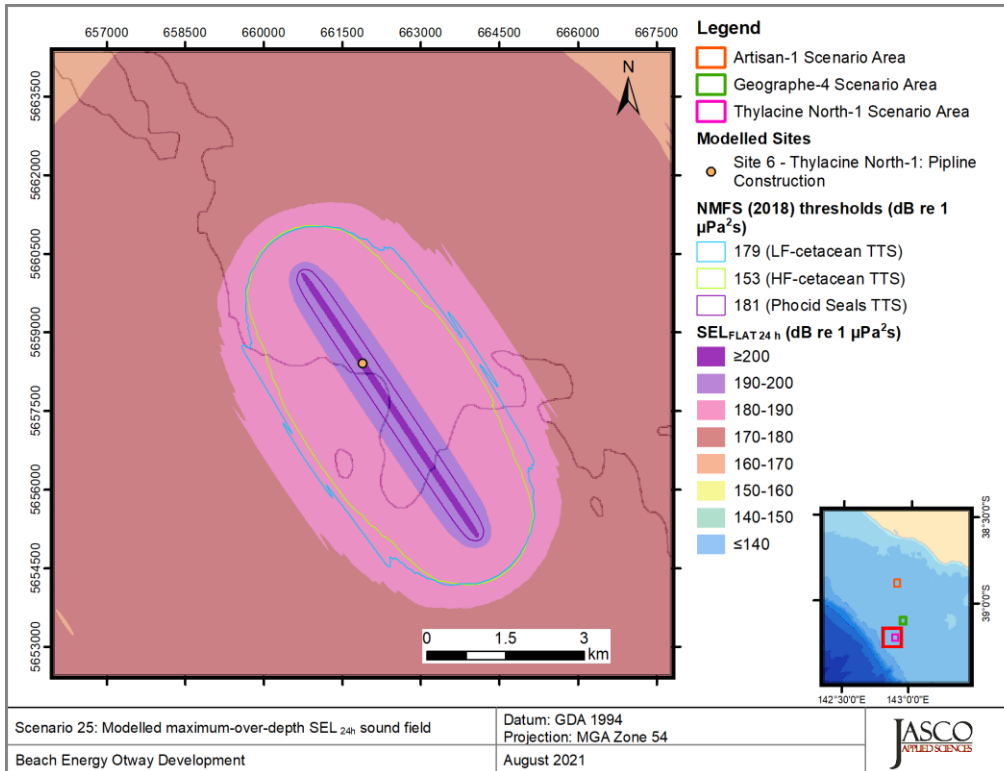 657000 658500 660000 661500 663000 664500 666000 667500
5663500
5662000
5660500
5659000
5657500
5656000
5654500
5653000
N
0 1.5 3
km
Legend
Artisan-1 Scenario Area
Geographe-4 Scenario Area
Thylacine North-1 Scenario Area
Modelled Sites
Site 6 - Thylacine North-1: Pipline
Construction
NMFS (2018) thresholds (dB re 1
µPa²s)
179 (LF-cetacean TTS)
153 (HF-cetacean TTS)
181 (Phocid Seals TTS)
SEL FLAT 24 h (dB re 1 µPa²s)
≥200
190-200
180-190
170-180
160-170
150-160
140-150
≤140
38°30'0"S
39°0'0"S
142°30'0"E 143°0'0"E
Scenario 25: Modelled maximum-over-depth SEL 24h sound field
Beach Energy Otway Development
Datum: GDA 1994
Projection: MGA Zone 54
August 2021
JASCO
APPLIED SCIENCES